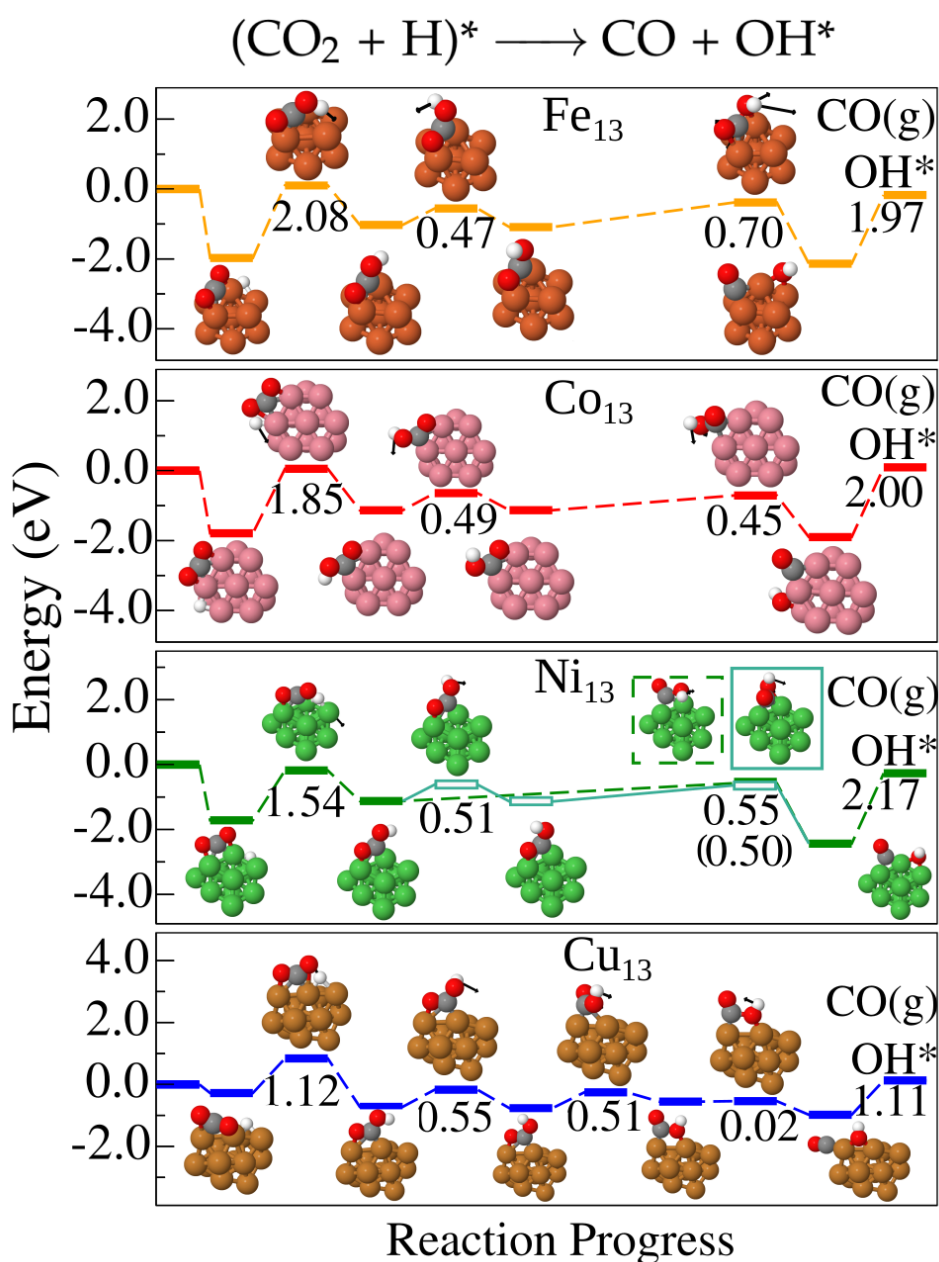 (CO₂ + H)* ⟶ CO + OH*
Energy (eV)
2.0
0.0
-2.0
-4.0
Fe₁₃
CO(g)
OH*
2.08
0.47
0.70
1.97
2.0
0.0
-2.0
-4.0
Co₁₃
CO(g)
OH*
1.85
0.49
0.45
2.00
2.0
0.0
-2.0
-4.0
Ni₁₃
CO(g)
OH*
1.54
0.51
0.55
(0.50)
2.17
4.0
2.0
0.0
-2.0
Cu₁₃
CO(g)
OH*
1.12
0.55
0.51
0.02
1.11
Reaction Progress